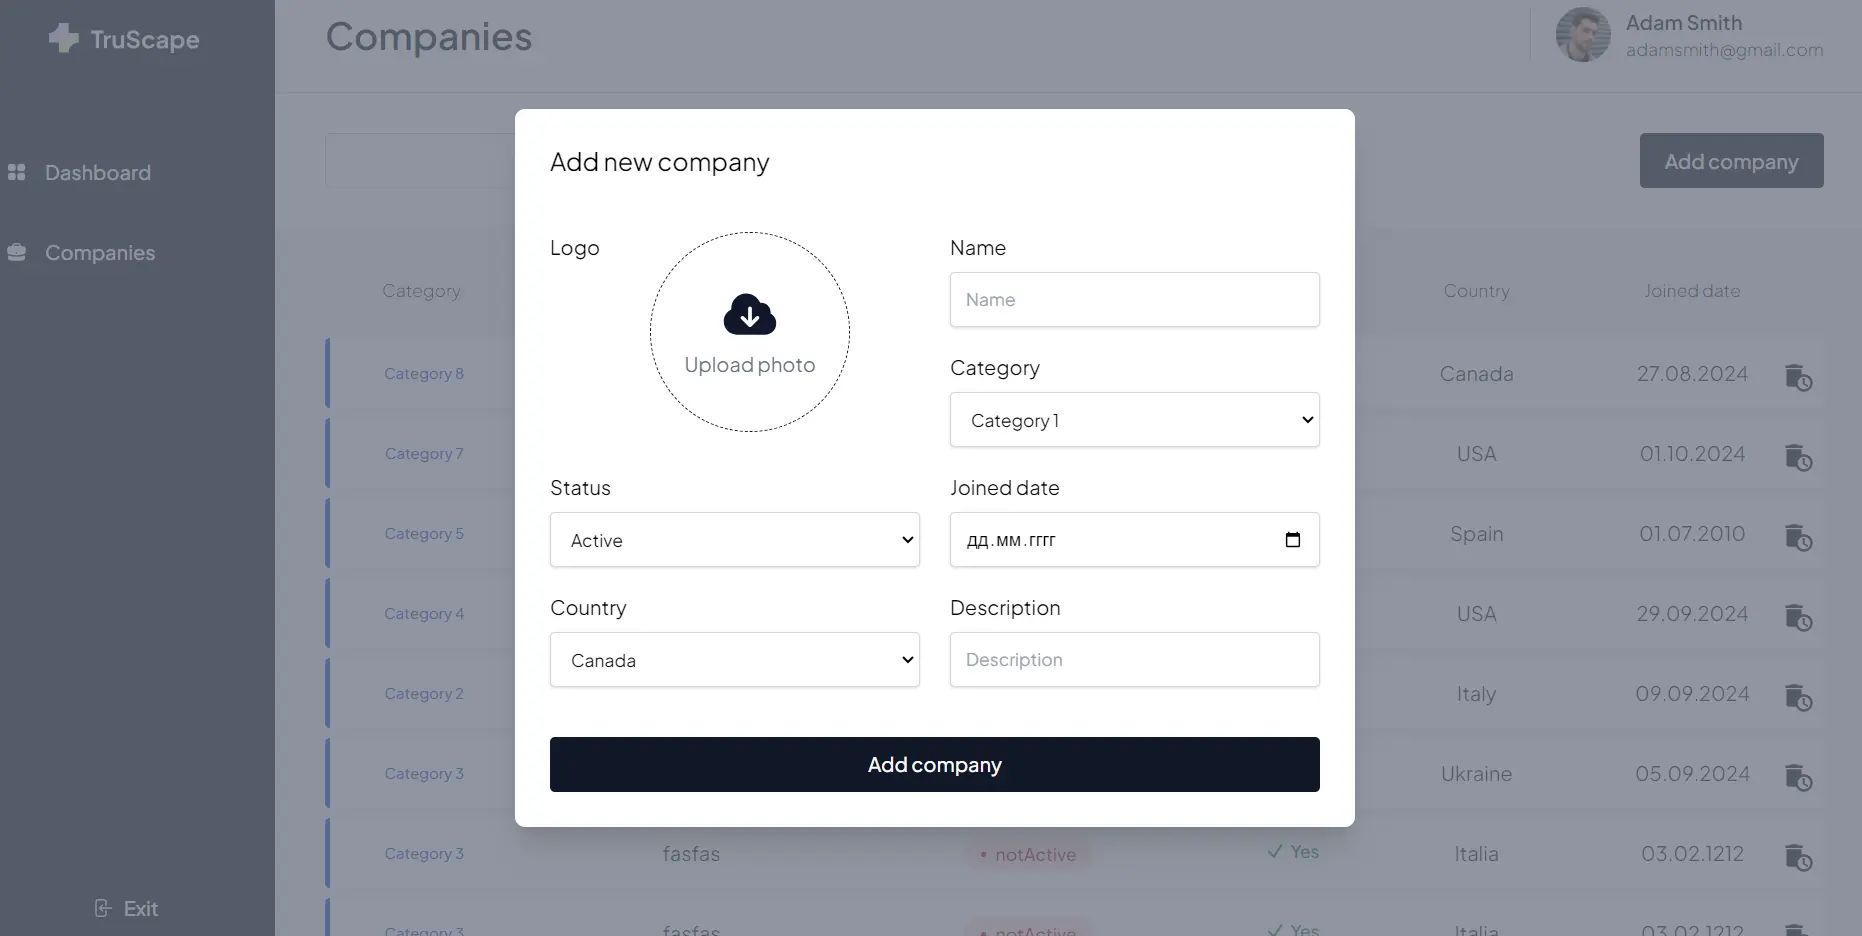 TruScape
Companies
Adam Smith
adamsmith@gmail.com
Dashboard
Companies
Exit
Add company
Category
Country
Joined date
Category 8
Canada
27.08.2024
Category 7
USA
01.10.2024
Category 5
Spain
01.07.2010
Category 4
USA
29.09.2024
Category 2
Italy
09.09.2024
Category 3
Ukraine
05.09.2024
Category 3
fasfas
notActive
Yes
Italia
03.02.1212
Category 3
fasfas
notActive
Yes
Italia
03.02.1212
Add new company
Logo
Upload photo
Name
Name
Category
Category 1
Status
Active
Joined date
дд.мм.гггг
Country
Canada
Description
Description
Add company